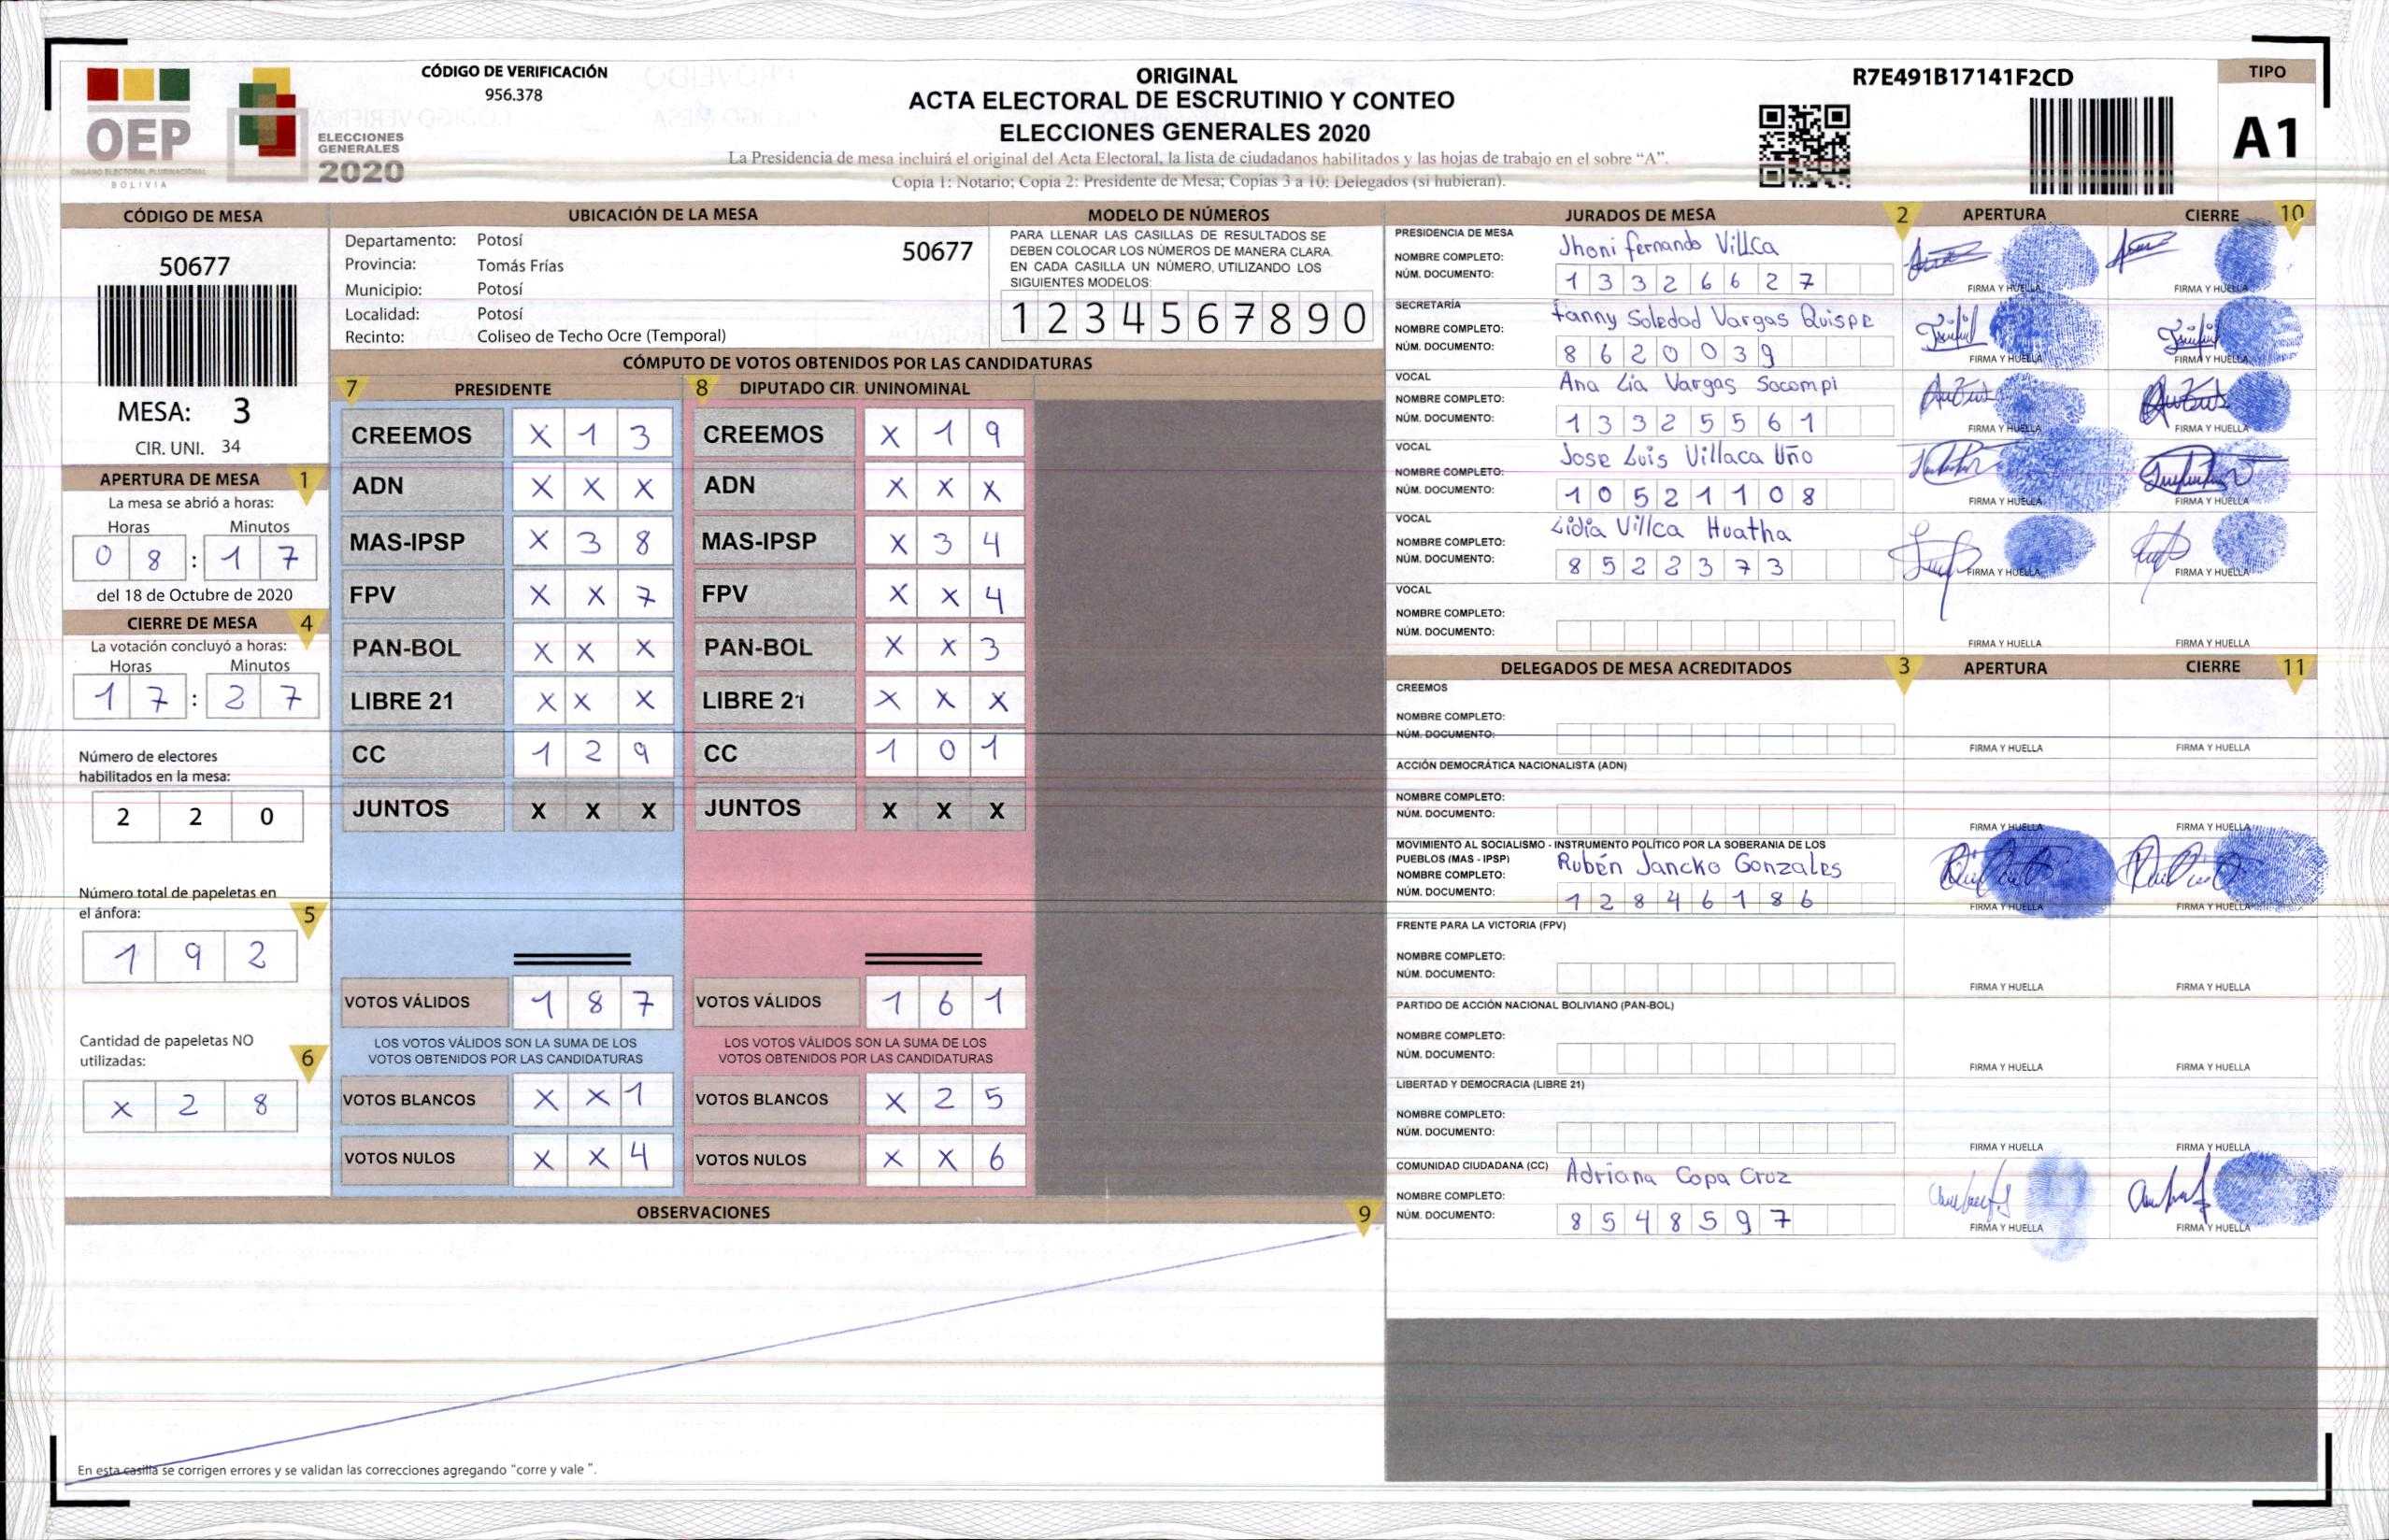 CÓDIGO DE VERIFICACIÓN
956.378
OEP
ÓRGANO ELECTORAL PLURINACIONAL
BOLIVIA
ELECCIONES
GENERALES
2020
ORIGINAL
ACTA ELECTORAL DE ESCRUTINIO Y CONTEO
ELECCIONES GENERALES 2020
La Presidencia de mesa incluirá el original del Acta Electoral, la lista de ciudadanos habilitados y las hojas de trabajo en el sobre “A”.
Copia 1: Notario; Copia 2: Presidente de Mesa; Copias 3 a 10: Delegados (si hubieran).
R7E491B17141F2CD
TIPO
A1
CÓDIGO DE MESA
50677
MESA: 3
CIR. UNI. 34
APERTURA DE MESA 1
La mesa se abrió a horas:
Horas Minutos
0 8 : 1 7
del 18 de Octubre de 2020
CIERRE DE MESA 4
La votación concluyó a horas:
Horas Minutos
1 7 : 2 7
Número de electores
habilitados en la mesa:
2 2 0
Número total de papeletas en
el ánfora: 5
1 9 2
Cantidad de papeletas NO
utilizadas: 6
X 2 8
UBICACIÓN DE LA MESA
Departamento: Potosí 50677
Provincia: Tomás Frías
Municipio: Potosí
Localidad: Potosí
Recinto: Coliseo de Techo Ocre (Temporal)
MODELO DE NÚMEROS
PARA LLENAR LAS CASILLAS DE RESULTADOS SE
DEBEN COLOCAR LOS NÚMEROS DE MANERA CLARA.
EN CADA CASILLA UN NÚMERO, UTILIZANDO LOS
SIGUIENTES MODELOS:
1 2 3 4 5 6 7 8 9 0
CÓMPUTO DE VOTOS OBTENIDOS POR LAS CANDIDATURAS
7 PRESIDENTE 8 DIPUTADO CIR. UNINOMINAL
CREEMOS X 1 3 CREEMOS X 1 9
ADN X X X ADN X X X
MAS-IPSP X 3 8 MAS-IPSP X 3 4
FPV X X 7 FPV X X 4
PAN-BOL X X X PAN-BOL X X 3
LIBRE 21 X X X LIBRE 21 X X X
CC 1 2 9 CC 1 0 1
JUNTOS X X X JUNTOS X X X
VOTOS VÁLIDOS 1 8 7 VOTOS VÁLIDOS 1 6 1
LOS VOTOS VÁLIDOS SON LA SUMA DE LOS LOS VOTOS VÁLIDOS SON LA SUMA DE LOS
VOTOS OBTENIDOS POR LAS CANDIDATURAS VOTOS OBTENIDOS POR LAS CANDIDATURAS
VOTOS BLANCOS X X 1 VOTOS BLANCOS X 2 5
VOTOS NULOS X X 4 VOTOS NULOS X X 6
OBSERVACIONES 9
En esta casilla se corrigen errores y se validan las correcciones agregando “corre y vale ”.
JURADOS DE MESA 2 APERTURA CIERRE 10
PRESIDENCIA DE MESA
NOMBRE COMPLETO: Jhoni fernando Villca
NÚM. DOCUMENTO: 1 3 3 2 6 6 2 7
FIRMA Y HUELLA FIRMA Y HUELLA
SECRETARÍA
NOMBRE COMPLETO: Fanny Soledad Vargas Quispe
NÚM. DOCUMENTO: 8 6 2 0 0 3 9
FIRMA Y HUELLA FIRMA Y HUELLA
VOCAL
NOMBRE COMPLETO: Ana Lia Vargas Socompi
NÚM. DOCUMENTO: 1 3 3 2 5 5 6 1
FIRMA Y HUELLA FIRMA Y HUELLA
VOCAL
NOMBRE COMPLETO: Jose Luis Villaca Uño
NÚM. DOCUMENTO: 1 0 5 2 1 1 0 8
FIRMA Y HUELLA FIRMA Y HUELLA
VOCAL
NOMBRE COMPLETO: Lidia Villca Huatha
NÚM. DOCUMENTO: 8 5 2 2 3 7 3
FIRMA Y HUELLA FIRMA Y HUELLA
VOCAL
NOMBRE COMPLETO:
NÚM. DOCUMENTO:
FIRMA Y HUELLA FIRMA Y HUELLA
DELEGADOS DE MESA ACREDITADOS 3 APERTURA CIERRE 11
CREEMOS
NOMBRE COMPLETO:
NÚM. DOCUMENTO:
FIRMA Y HUELLA FIRMA Y HUELLA
ACCIÓN DEMOCRÁTICA NACIONALISTA (ADN)
NOMBRE COMPLETO:
NÚM. DOCUMENTO:
FIRMA Y HUELLA FIRMA Y HUELLA
MOVIMIENTO AL SOCIALISMO - INSTRUMENTO POLÍTICO POR LA SOBERANIA DE LOS
PUEBLOS (MAS - IPSP)
NOMBRE COMPLETO: Rubén Jancko Gonzales
NÚM. DOCUMENTO: 1 2 8 4 6 1 8 6
FIRMA Y HUELLA FIRMA Y HUELLA
FRENTE PARA LA VICTORIA (FPV)
NOMBRE COMPLETO:
NÚM. DOCUMENTO:
FIRMA Y HUELLA FIRMA Y HUELLA
PARTIDO DE ACCIÓN NACIONAL BOLIVIANO (PAN-BOL)
NOMBRE COMPLETO:
NÚM. DOCUMENTO:
FIRMA Y HUELLA FIRMA Y HUELLA
LIBERTAD Y DEMOCRACIA (LIBRE 21)
NOMBRE COMPLETO:
NÚM. DOCUMENTO:
FIRMA Y HUELLA FIRMA Y HUELLA
COMUNIDAD CIUDADANA (CC)
NOMBRE COMPLETO: Adriana Copa Cruz
NÚM. DOCUMENTO: 8 5 4 8 5 9 7
FIRMA Y HUELLA FIRMA Y HUELLA